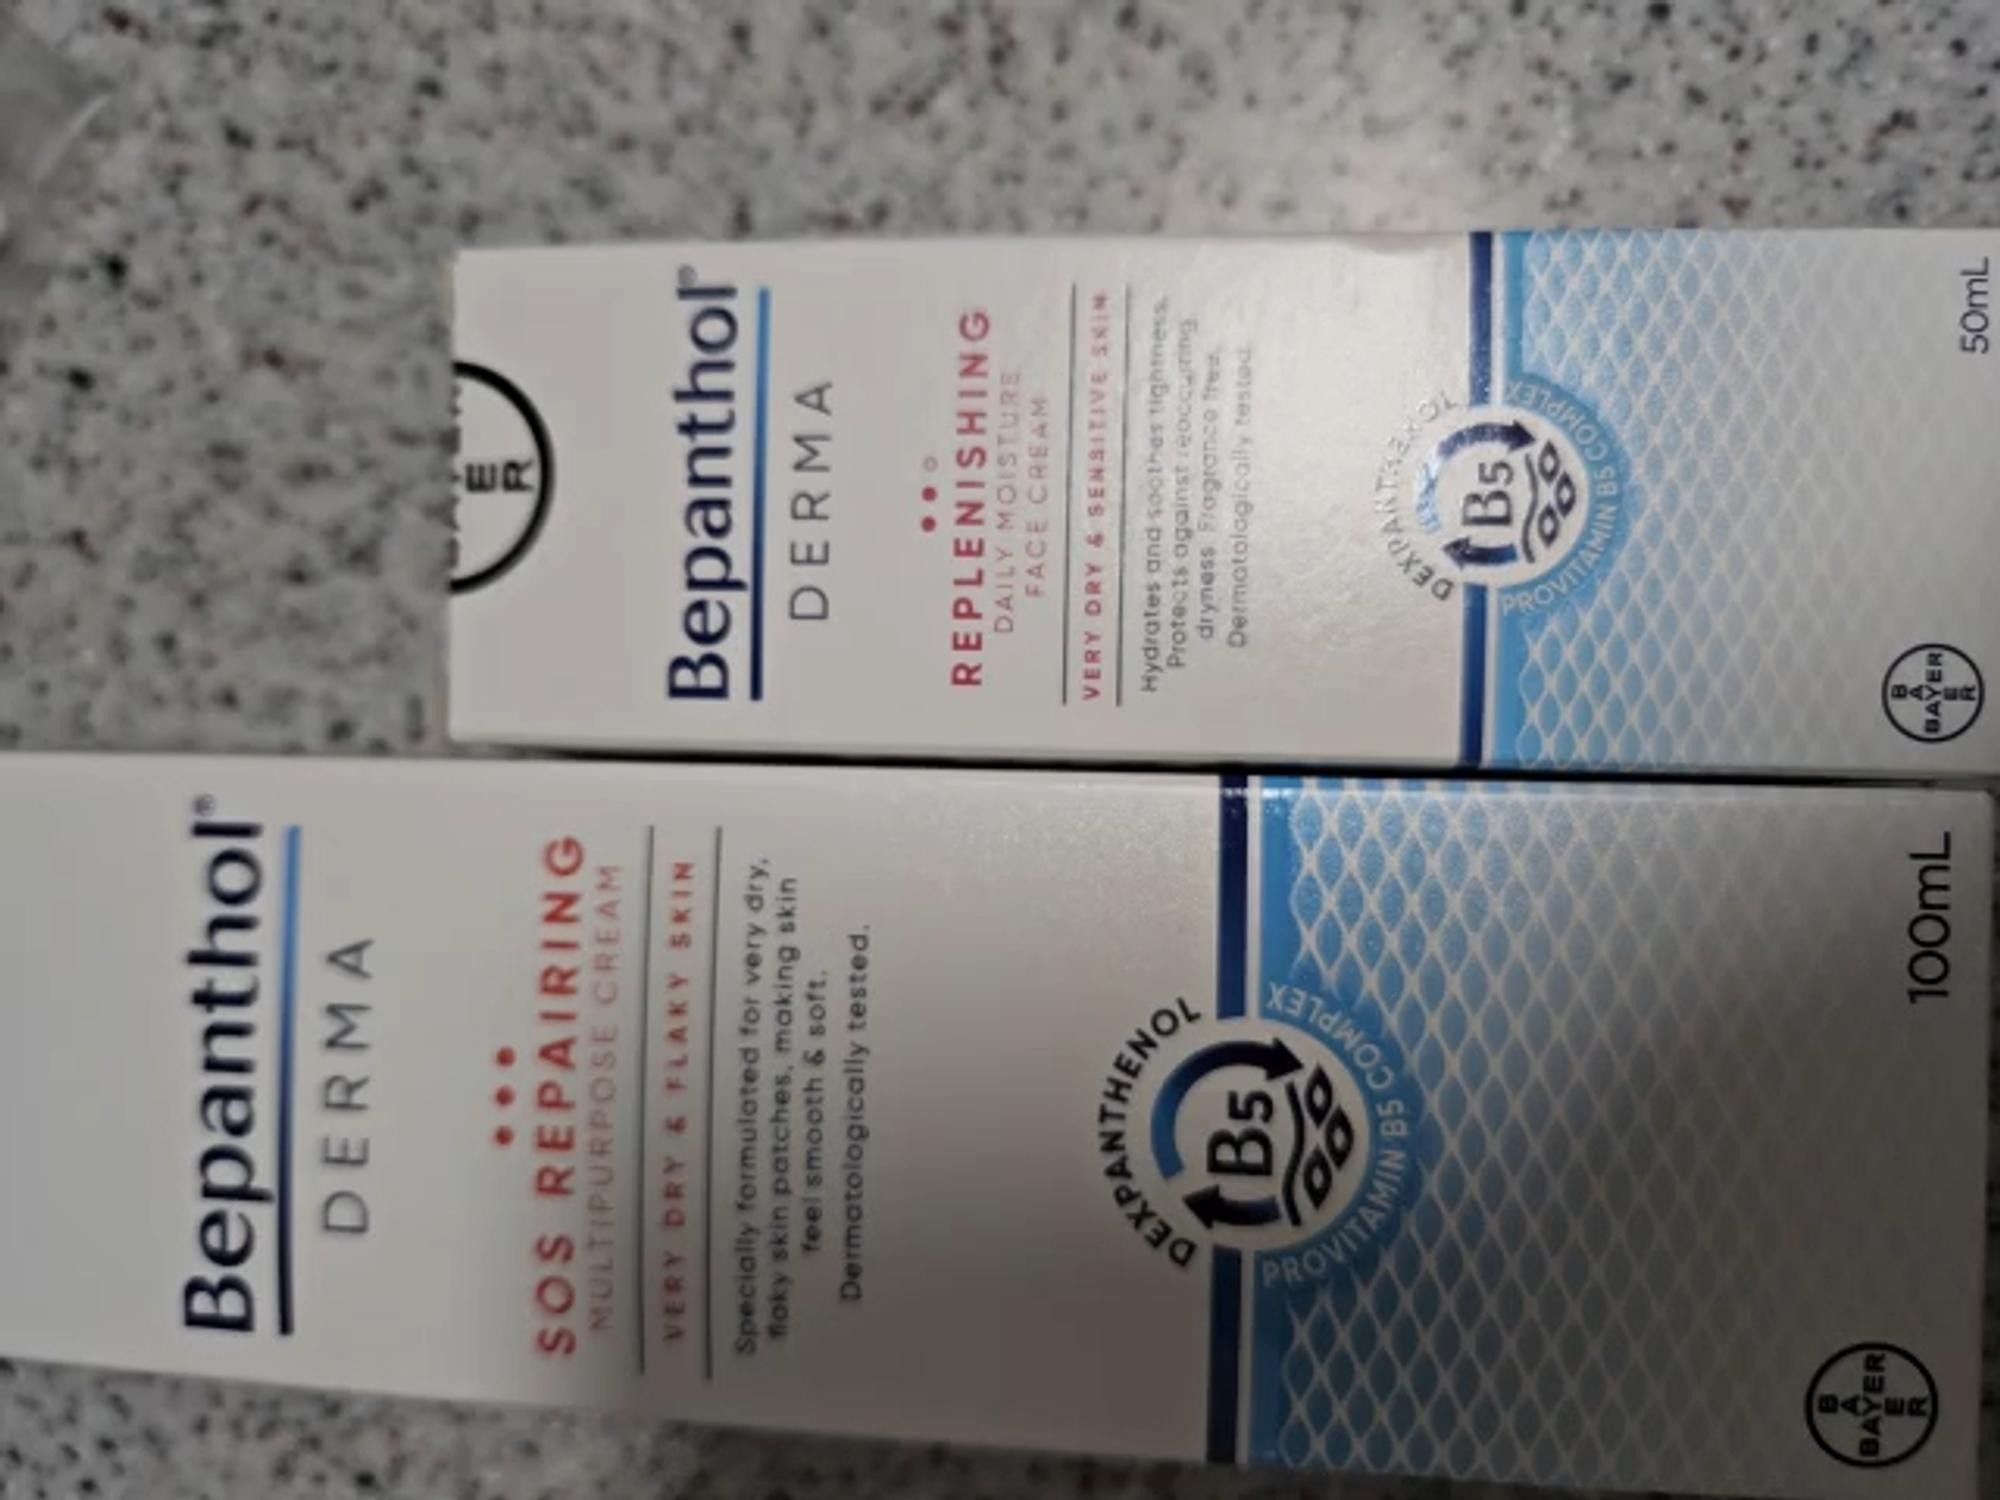 E
R
Bepanthol®
DERMA
REPLENISHING
DAILY MOISTURE
FACE CREAM
VERY DRY & SENSITIVE SKIN
Hydrates and soothes tightness.
Protects against reoccurring
dryness. Fragrance free.
Dermatologically tested.
DEXPANTHENOL
B5
PROVITAMIN B5 COMPLEX
B
A
BAYER
E
R
50mL
Bepanthol®
DERMA
SOS REPAIRING
MULTIPURPOSE CREAM
VERY DRY & FLAKY SKIN
Specially formulated for very dry,
flaky skin patches, making skin
feel smooth & soft.
Dermatologically tested.
DEXPANTHENOL
B5
PROVITAMIN B5 COMPLEX
B
A
BAYER
E
R
100mL